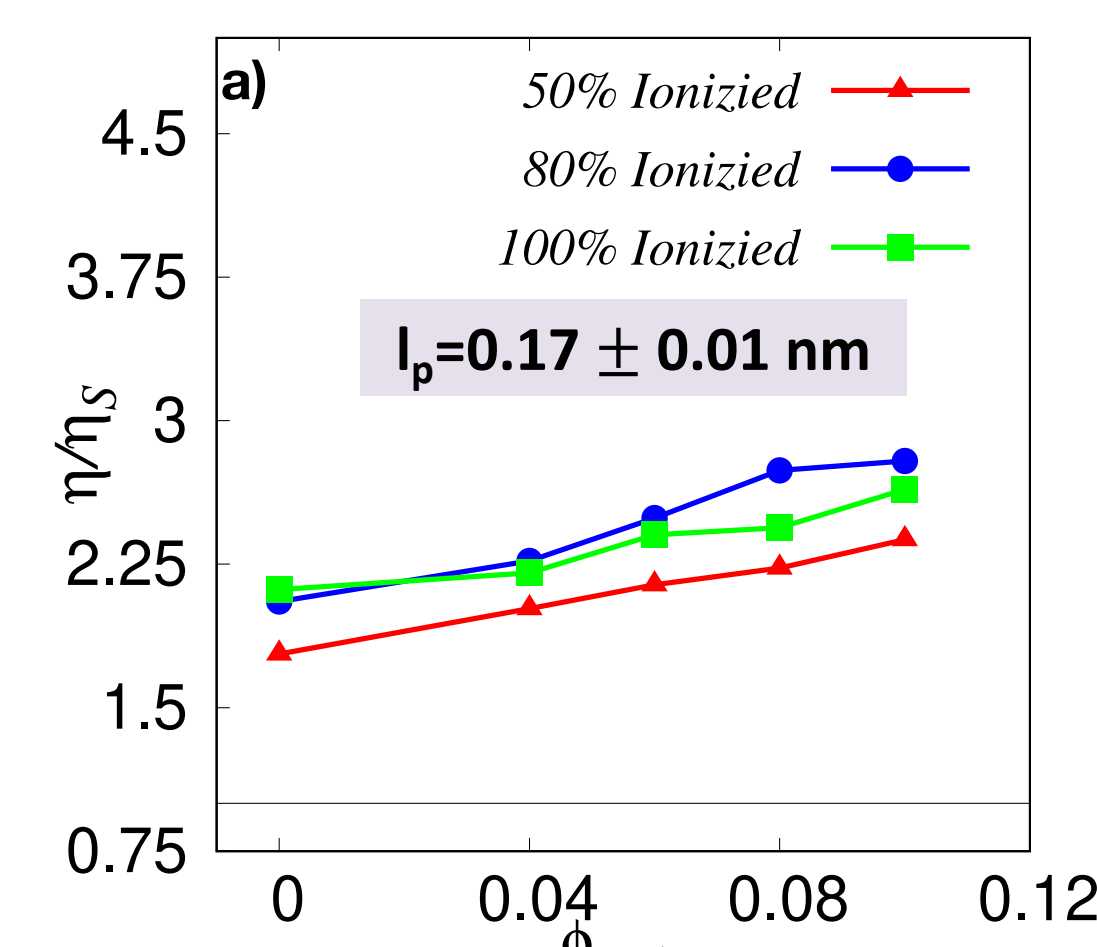 a)
50% Ionizied
80% Ionizied
100% Ionizied
lp=0.17 ± 0.01 nm
η/ηS
4.5
3.75
3
2.25
1.5
0.75
0 0.04 0.08 0.12
ϕ